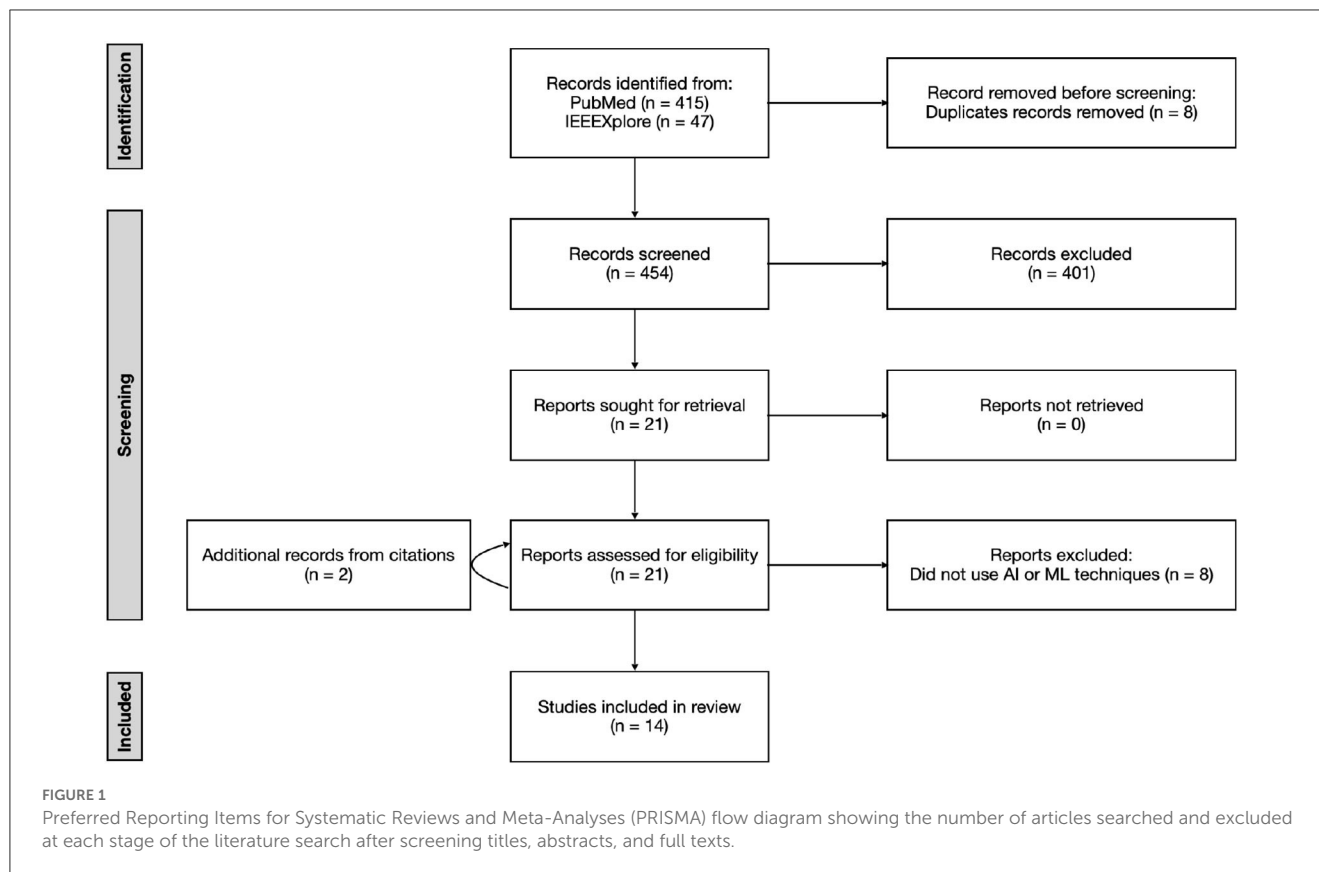 Identification
Records identified from:
PubMed (n = 415)
IEEEXplore (n = 47)
Record removed before screening:
Duplicates records removed (n = 8)
Screening
Records screened
(n = 454)
Records excluded
(n = 401)
Reports sought for retrieval
(n = 21)
Reports not retrieved
(n = 0)
Additional records from citations
(n = 2)
Reports assessed for eligibility
(n = 21)
Reports excluded:
Did not use AI or ML techniques (n = 8)
Included
Studies included in review
(n = 14)
FIGURE 1
Preferred Reporting Items for Systematic Reviews and Meta-Analyses (PRISMA) flow diagram showing the number of articles searched and excluded
at each stage of the literature search after screening titles, abstracts, and full texts.